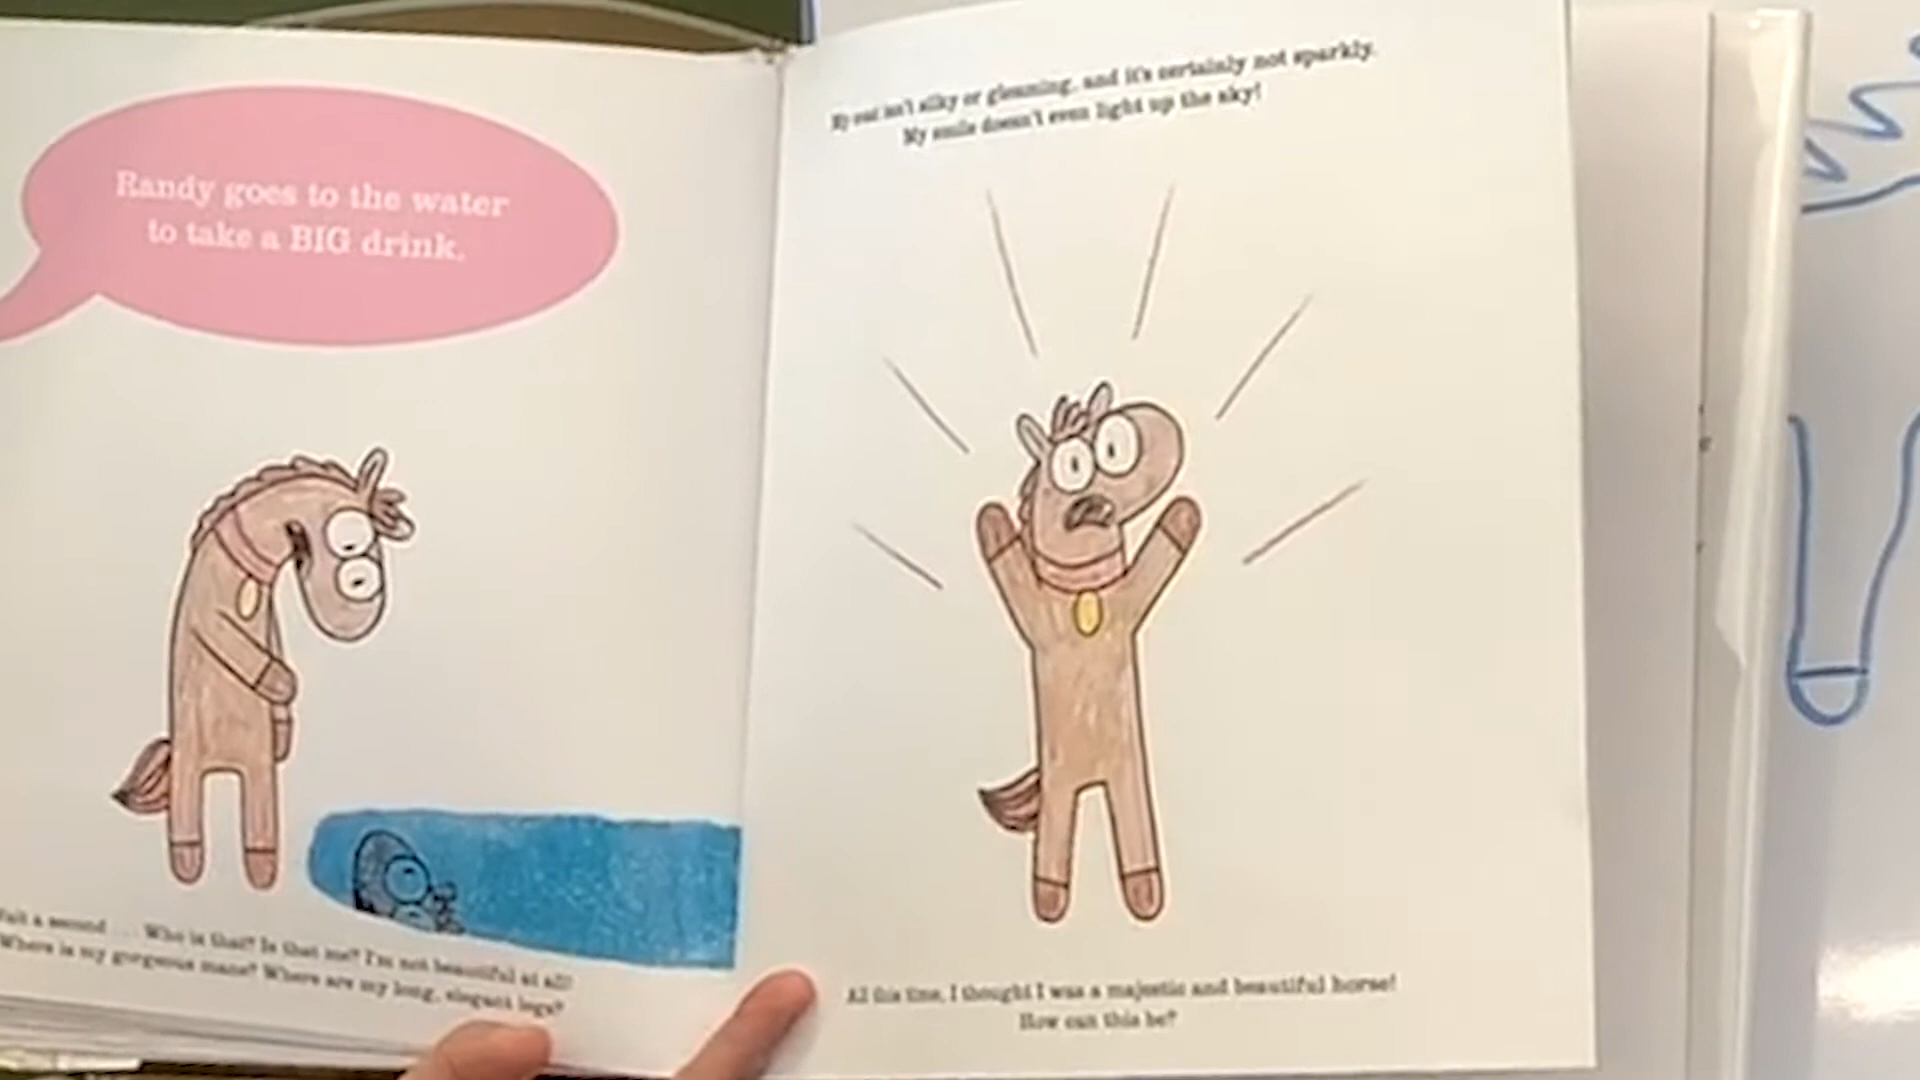 Randy goes to the water
to take a BIG drink.
Wait a second . . . Who is that? Is that me? I'm not beautiful at all!
Where is my gorgeous mane? Where are my long, elegant legs?
My coat isn't silky or gleaming, and it's certainly not sparkly.
My smile doesn't even light up the sky!
All this time, I thought I was a majestic and beautiful horse!
How can this be?